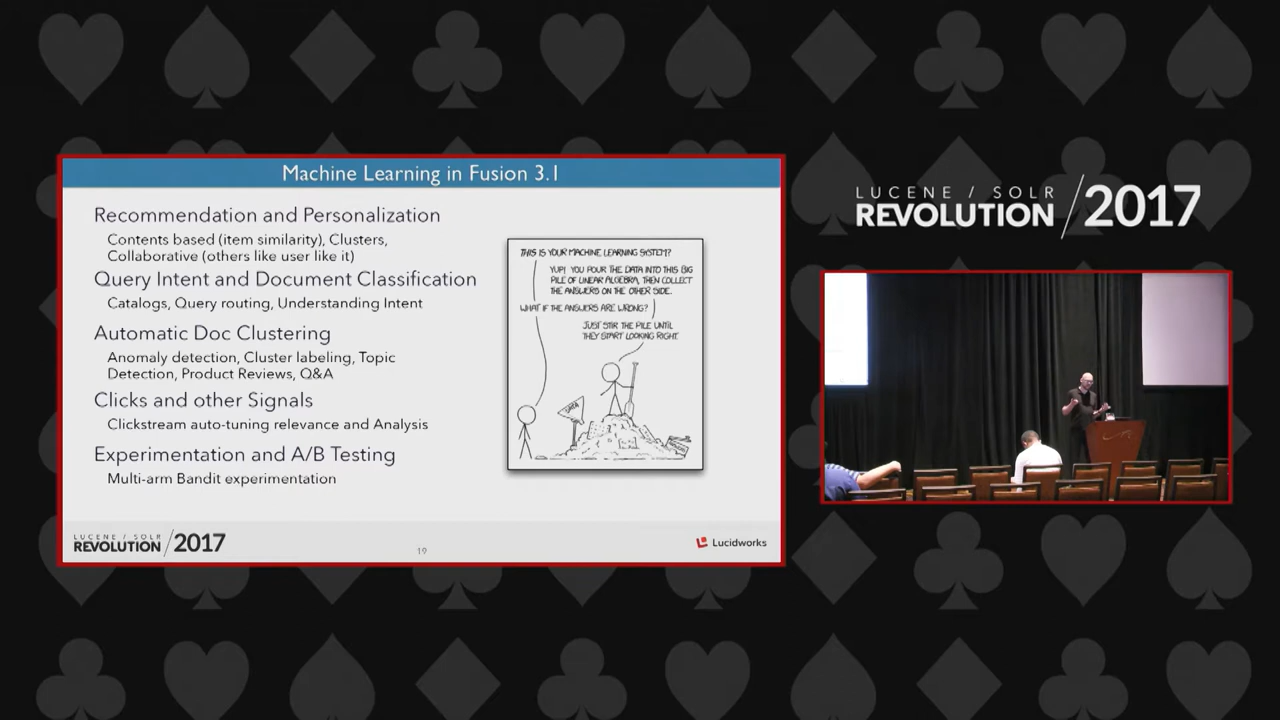 Machine Learning in Fusion 3.1
Recommendation and Personalization
Contents based (item similarity), Clusters,
Collaborative (others like user like it)
Query Intent and Document Classification
Catalogs, Query routing, Understanding Intent
Automatic Doc Clustering
Anomaly detection, Cluster labeling, Topic
Detection, Product Reviews, Q&A
Clicks and other Signals
Clickstream auto-tuning relevance and Analysis
Experimentation and A/B Testing
Multi-arm Bandit experimentation
THIS IS YOUR MACHINE LEARNING SYSTEM?
YUP! YOU POUR THE DATA INTO THIS BIG
PILE OF LINEAR ALGEBRA, THEN COLLECT
THE ANSWERS ON THE OTHER SIDE.
WHAT IF THE ANSWERS ARE WRONG?
JUST STIR THE PILE UNTIL
THEY START LOOKING RIGHT.
DATA
LUCENE / SOLR
REVOLUTION /2017
19
Lucidworks
LUCENE / SOLR
REVOLUTION /2017